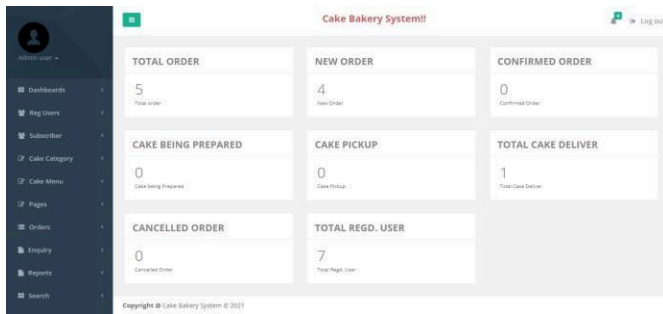 Cake Bakery System!!
4
Log ou
Admin user
Dashboards
Reg Users
Subscriber
Cake Category
Cake Menu
Pages
Orders
Enquiry
Reports
Search
TOTAL ORDER
5
Total order
NEW ORDER
4
New Order
CONFIRMED ORDER
0
Confirmed Order
CAKE BEING PREPARED
0
Cake being Prepared
CAKE PICKUP
0
Cake Pickup
TOTAL CAKE DELIVER
1
Total Cake Deliver
CANCELLED ORDER
0
Cancelled Order
TOTAL REGD. USER
7
Total Regd. User
Copyright @ Cake Bakery System © 2021